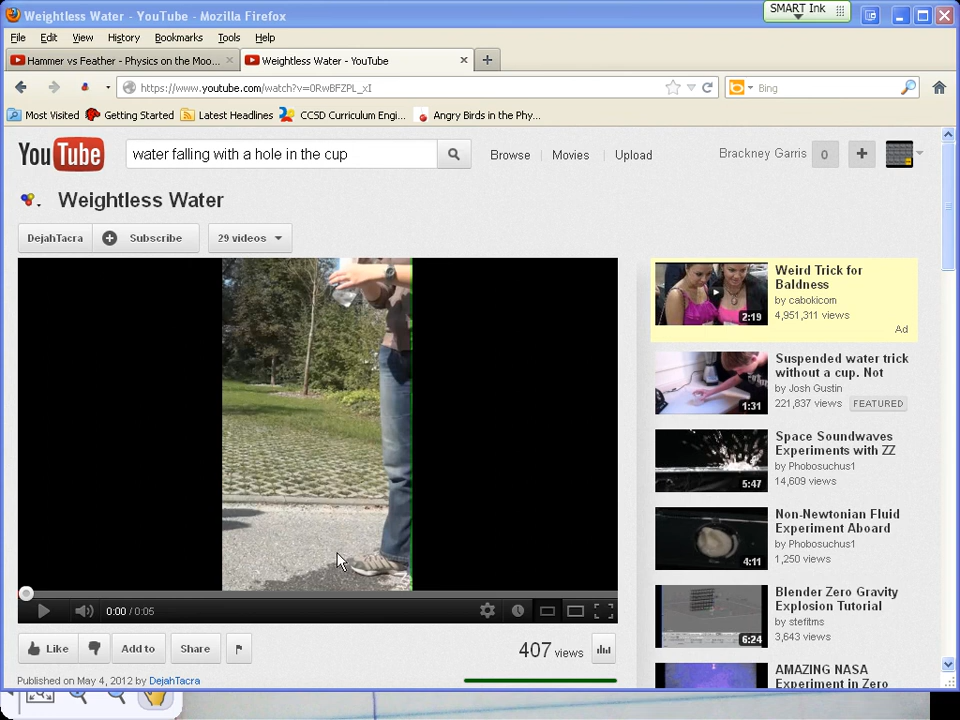 Weightless Water - YouTube - Mozilla Firefox
SMART Ink
File Edit View History Bookmarks Tools Help
Hammer vs Feather - Physics on the Moo...
Weightless Water - YouTube
https://www.youtube.com/watch?v=0RwBFZPL_xI
Bing
Most Visited Getting Started Latest Headlines CCSD Curriculum Engi... Angry Birds in the Phy...
YouTube
water falling with a hole in the cup
Browse Movies Upload
Brackney Garris 0
Weightless Water
DejahTacra Subscribe 29 videos
Weird Trick for
Baldness
by cabokicom
4,951,311 views
Ad
2:19
Suspended water trick
without a cup. Not
by Josh Gustin
221,837 views FEATURED
1:31
Space Soundwaves
Experiments with ZZ
by Phobosuchus1
14,609 views
5:47
Non-Newtonian Fluid
Experiment Aboard
by Phobosuchus1
1,250 views
4:11
Blender Zero Gravity
Explosion Tutorial
by stefitms
3,643 views
6:24
AMAZING NASA
Experiment in Zero
0:00 / 0:05
Like Add to Share
407 views
Published on May 4, 2012 by DejahTacra